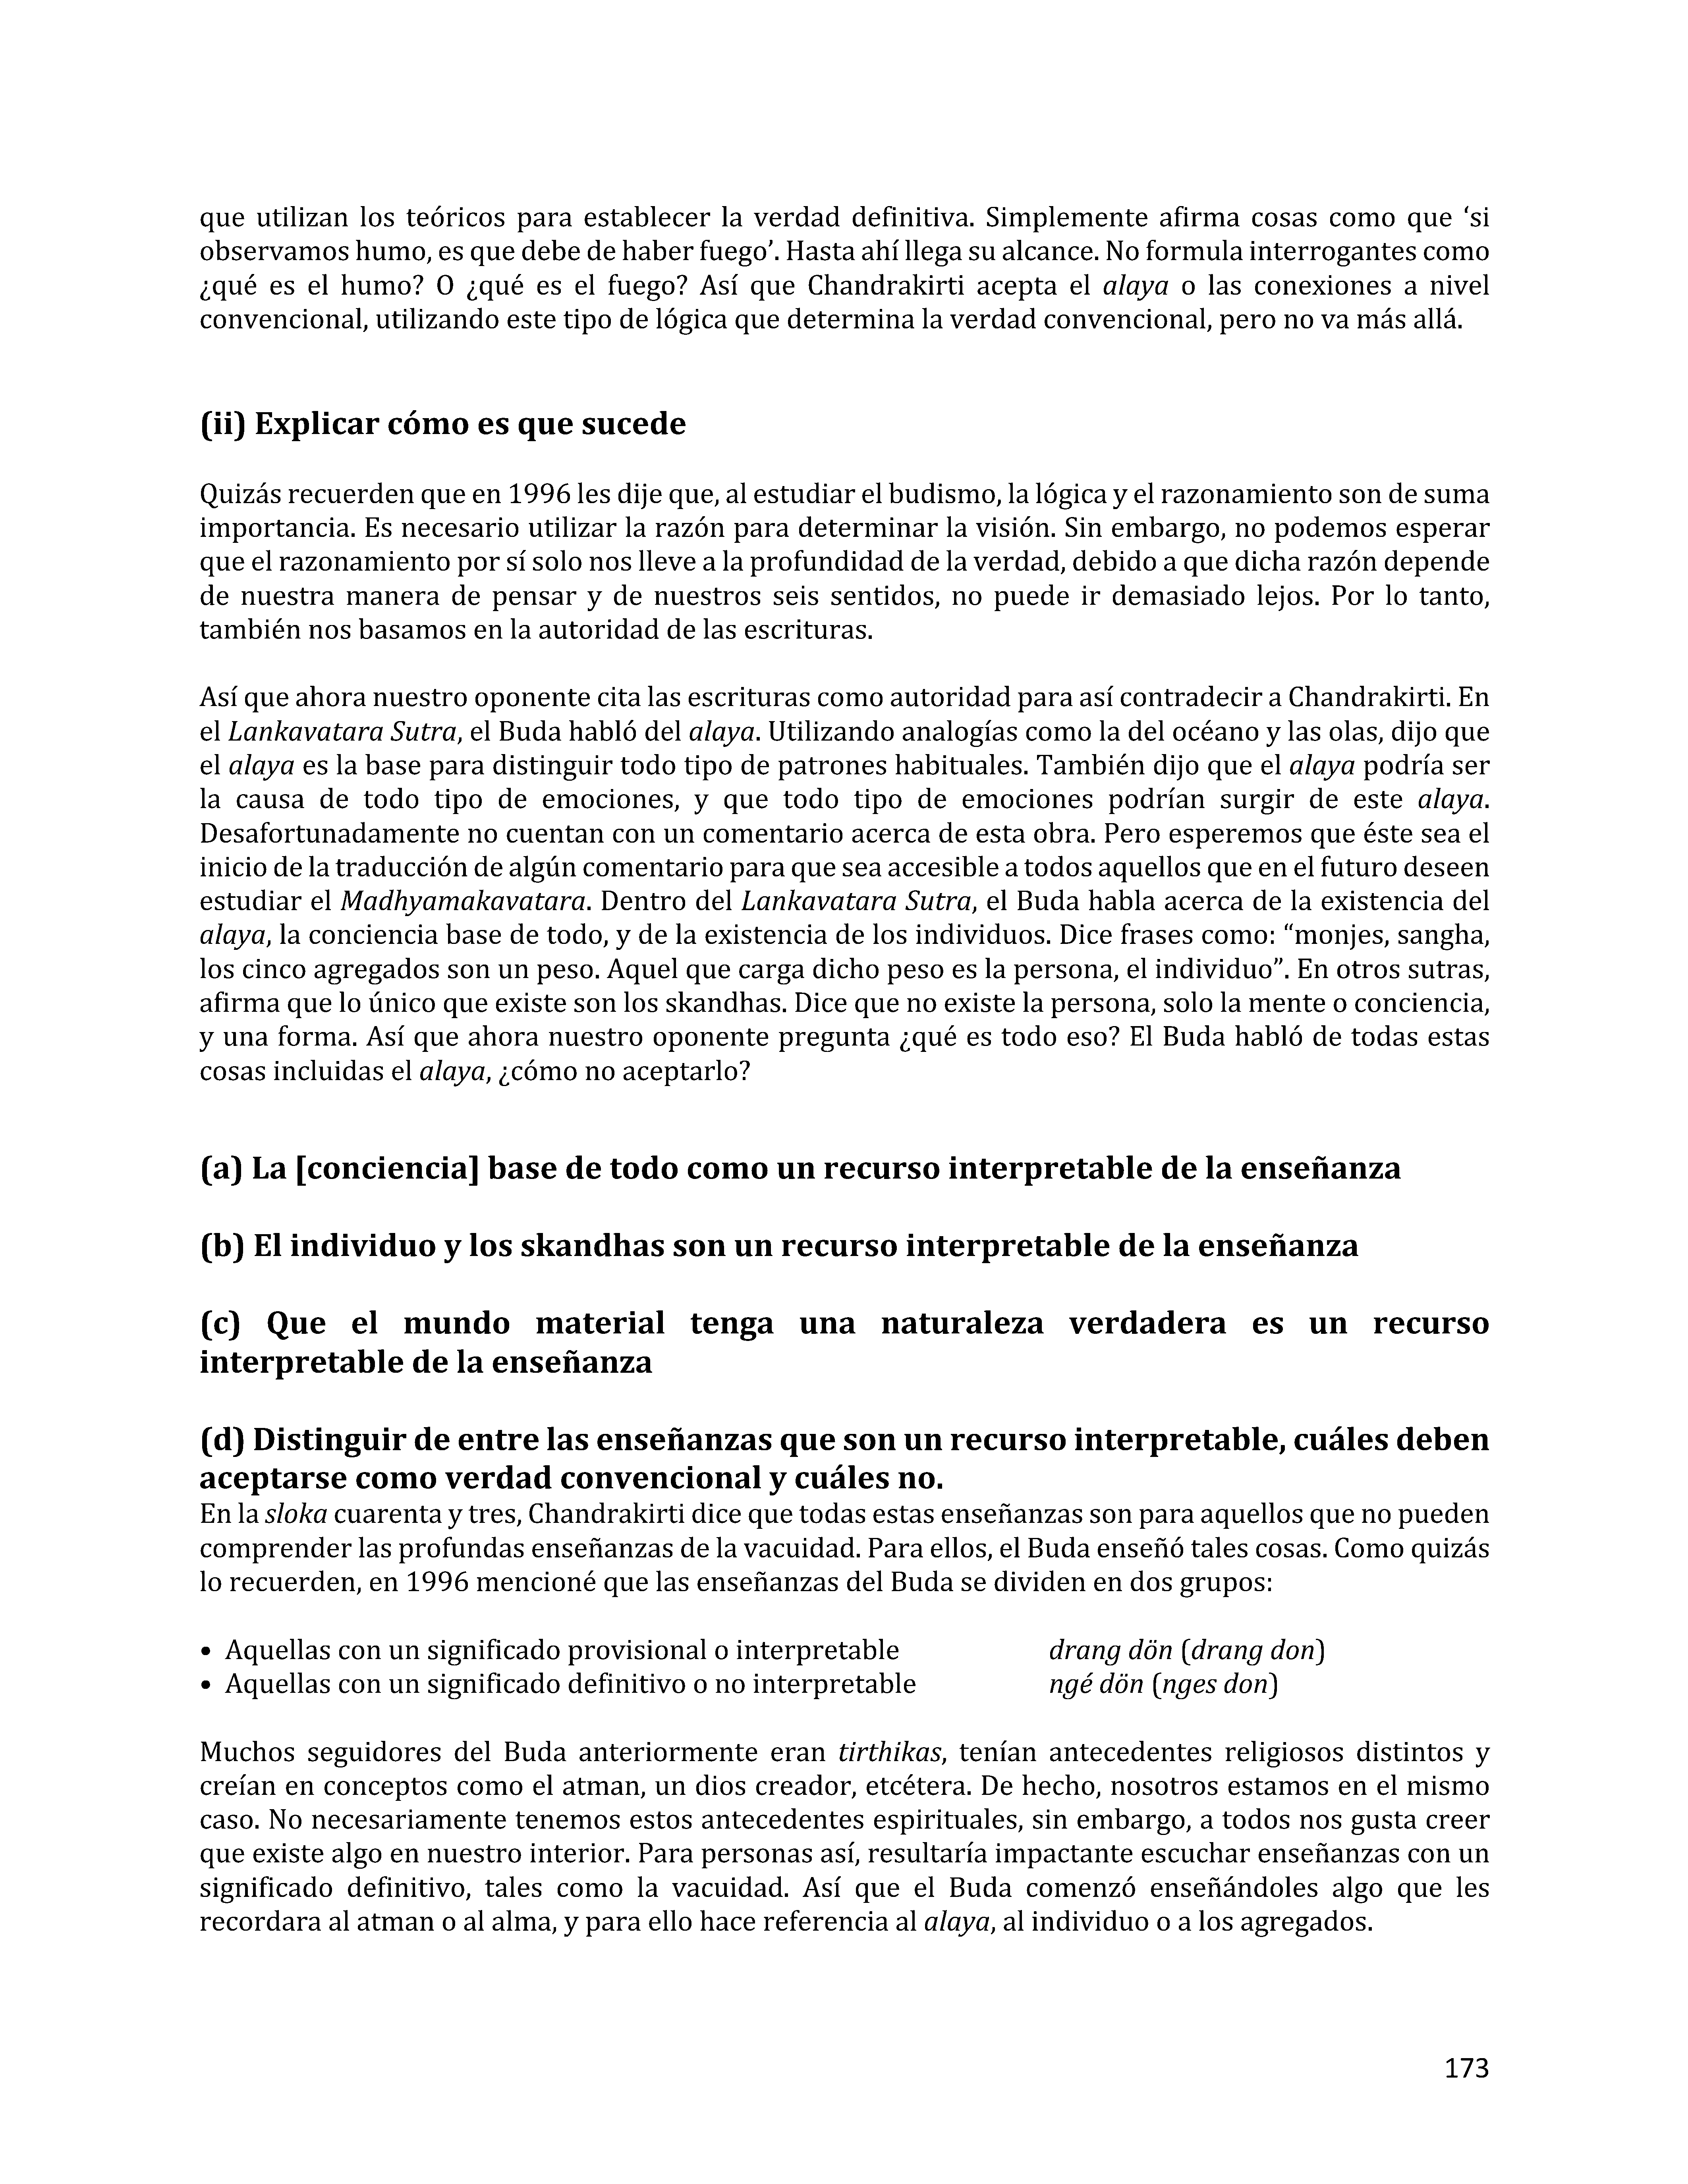 que utilizan los teóricos para establecer la verdad definitiva. Simplemente afirma cosas como que ‘si
observamos humo, es que debe de haber fuego’. Hasta ahí llega su alcance. No formula interrogantes como
¿qué es el humo? O ¿qué es el fuego? Así que Chandrakirti acepta el alaya o las conexiones a nivel
convencional, utilizando este tipo de lógica que determina la verdad convencional, pero no va más allá.
(ii) Explicar cómo es que sucede
Quizás recuerden que en 1996 les dije que, al estudiar el budismo, la lógica y el razonamiento son de suma
importancia. Es necesario utilizar la razón para determinar la visión. Sin embargo, no podemos esperar
que el razonamiento por sí solo nos lleve a la profundidad de la verdad, debido a que dicha razón depende
de nuestra manera de pensar y de nuestros seis sentidos, no puede ir demasiado lejos. Por lo tanto,
también nos basamos en la autoridad de las escrituras.
Así que ahora nuestro oponente cita las escrituras como autoridad para así contradecir a Chandrakirti. En
el Lankavatara Sutra, el Buda habló del alaya. Utilizando analogías como la del océano y las olas, dijo que
el alaya es la base para distinguir todo tipo de patrones habituales. También dijo que el alaya podría ser
la causa de todo tipo de emociones, y que todo tipo de emociones podrían surgir de este alaya.
Desafortunadamente no cuentan con un comentario acerca de esta obra. Pero esperemos que éste sea el
inicio de la traducción de algún comentario para que sea accesible a todos aquellos que en el futuro deseen
estudiar el Madhyamakavatara. Dentro del Lankavatara Sutra, el Buda habla acerca de la existencia del
alaya, la conciencia base de todo, y de la existencia de los individuos. Dice frases como: “monjes, sangha,
los cinco agregados son un peso. Aquel que carga dicho peso es la persona, el individuo”. En otros sutras,
afirma que lo único que existe son los skandhas. Dice que no existe la persona, solo la mente o conciencia,
y una forma. Así que ahora nuestro oponente pregunta ¿qué es todo eso? El Buda habló de todas estas
cosas incluidas el alaya, ¿cómo no aceptarlo?
(a) La [conciencia] base de todo como un recurso interpretable de la enseñanza
(b) El individuo y los skandhas son un recurso interpretable de la enseñanza
(c) Que el mundo material tenga una naturaleza verdadera es un recurso
interpretable de la enseñanza
(d) Distinguir de entre las enseñanzas que son un recurso interpretable, cuáles deben
aceptarse como verdad convencional y cuáles no.
En la sloka cuarenta y tres, Chandrakirti dice que todas estas enseñanzas son para aquellos que no pueden
comprender las profundas enseñanzas de la vacuidad. Para ellos, el Buda enseñó tales cosas. Como quizás
lo recuerden, en 1996 mencioné que las enseñanzas del Buda se dividen en dos grupos:
• Aquellas con un significado provisional o interpretable drang dön (drang don)
• Aquellas con un significado definitivo o no interpretable ngé dön (nges don)
Muchos seguidores del Buda anteriormente eran tirthikas, tenían antecedentes religiosos distintos y
creían en conceptos como el atman, un dios creador, etcétera. De hecho, nosotros estamos en el mismo
caso. No necesariamente tenemos estos antecedentes espirituales, sin embargo, a todos nos gusta creer
que existe algo en nuestro interior. Para personas así, resultaría impactante escuchar enseñanzas con un
significado definitivo, tales como la vacuidad. Así que el Buda comenzó enseñándoles algo que les
recordara al atman o al alma, y para ello hace referencia al alaya, al individuo o a los agregados.
173